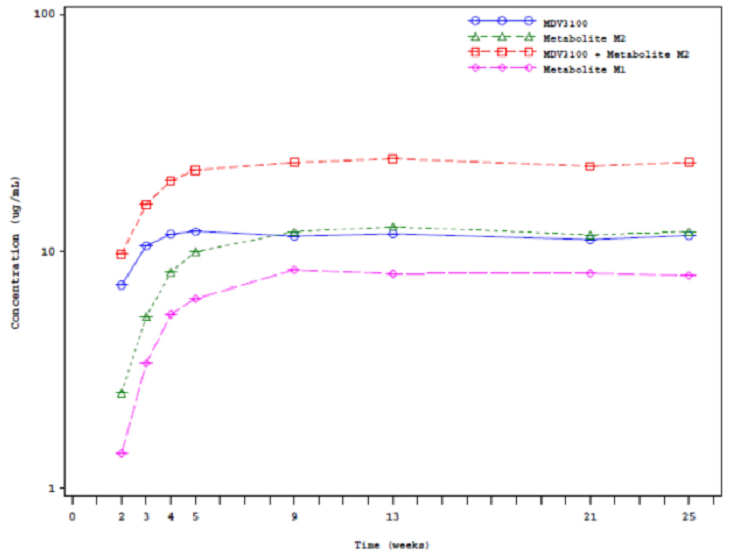 100
MDV3100
Metabolite M2
MDV3100 + Metabolite M2
Metabolite M1
Concentration (ug/mL)
10
1
0 2 3 4 5 9 13 21 25
Time (weeks)